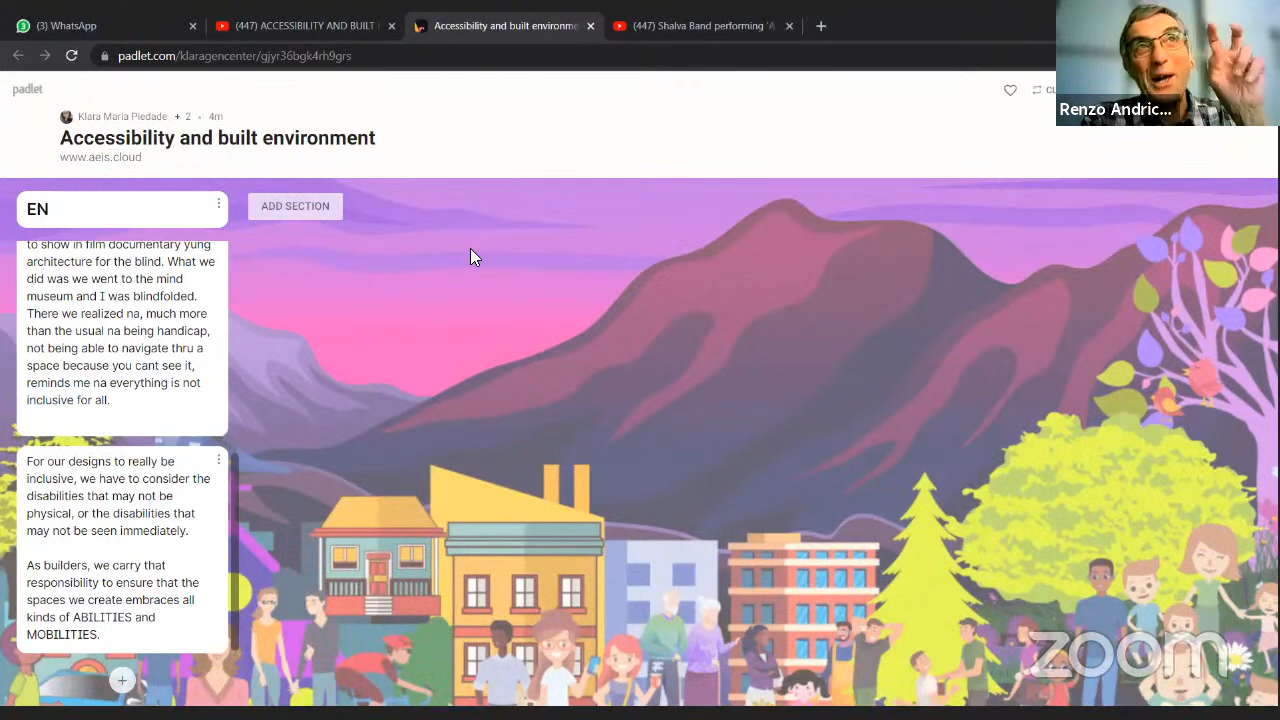 (3) WhatsApp
(447) ACCESSIBILITY AND BUILT
Accessibility and built environme
(447) Shalva Band performing 'A
padlet.com/klaragencenter/gjyr36bgk4rh9grs
padlet
Klara Maria Piedade + 2 • 4m
Accessibility and built environment
www.aeis.cloud
Renzo Andric...
EN
ADD SECTION
to show in film documentary yung
architecture for the blind. What we
did was we went to the mind
museum and I was blindfolded.
There we realized na, much more
than the usual na being handicap,
not being able to navigate thru a
space because you cant see it,
reminds me na everything is not
inclusive for all.
For our designs to really be
inclusive, we have to consider the
disabilities that may not be
physical, or the disabilities that
may not be seen immediately.
As builders, we carry that
responsibility to ensure that the
spaces we create embraces all
kinds of ABILITIES and
MOBILITIES.
zoom